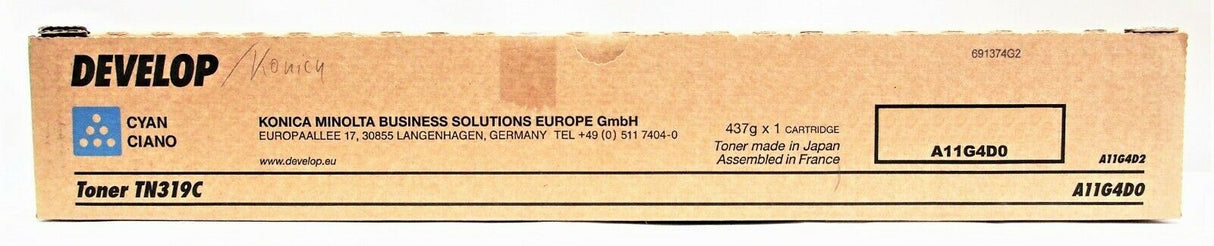 DEVELOP / Konica
691374G2
CYAN
CIANO
KONICA MINOLTA BUSINESS SOLUTIONS EUROPE GmbH
EUROPAALLEE 17, 30855 LANGENHAGEN, GERMANY TEL +49 (0) 511 7404-0
www.develop.eu
437g x 1 CARTRIDGE
Toner made in Japan
Assembled in France
A11G4D0
A11G4D2
Toner TN319C
A11G4D0